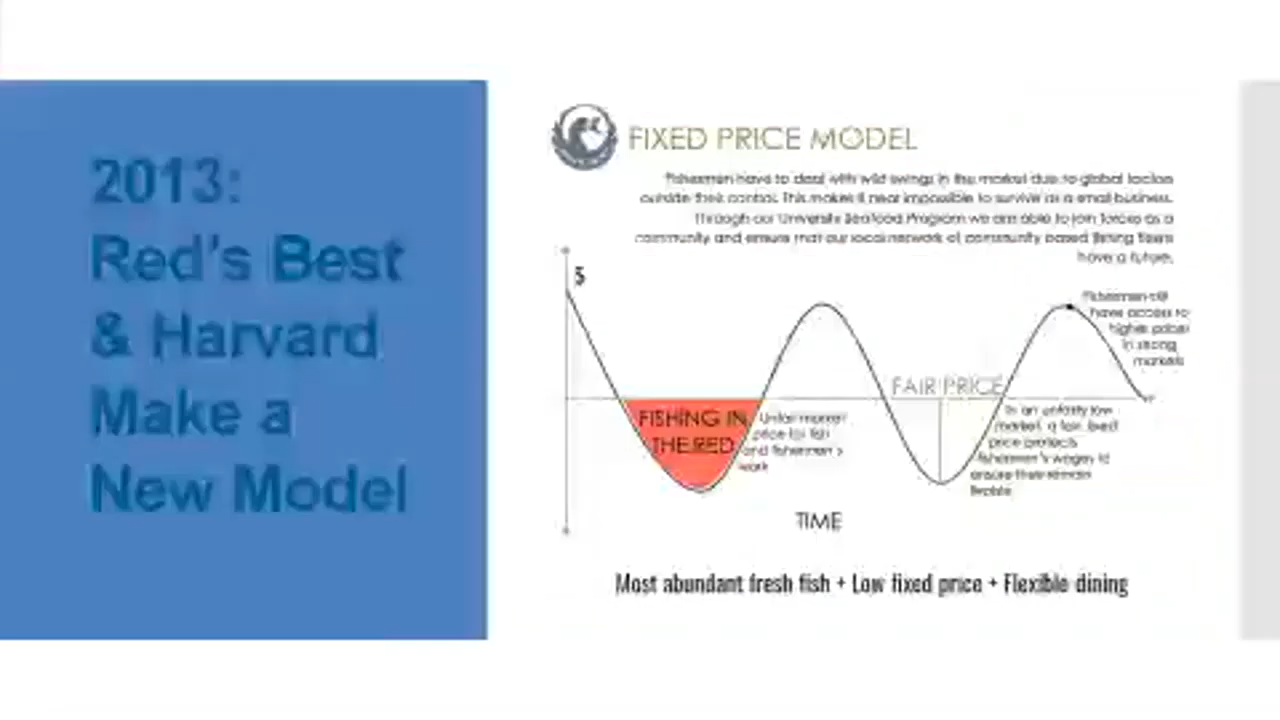 2013:
Red's Best
& Harvard
Make a
New Model
FIXED PRICE MODEL
Fishermen have to deal with wild swings in the market due to global factors
outside their control. This makes it near impossible to survive as a small business.
Through our University Seafood Program we are able to join forces as a
community and ensure that our local network of community based fishing fleets
have a future.
$
Fishermen still
have access to
higher prices
in strong
markets
FAIR PRICE
FISHING IN
THE RED
Unfair market
price for fish
and fishermen's
work
In an unfairly low
market, a fair, fixed
price protects
fishermen's wages to
ensure their remain
TIME
Most abundant fresh fish + Low fixed price + Flexible dining